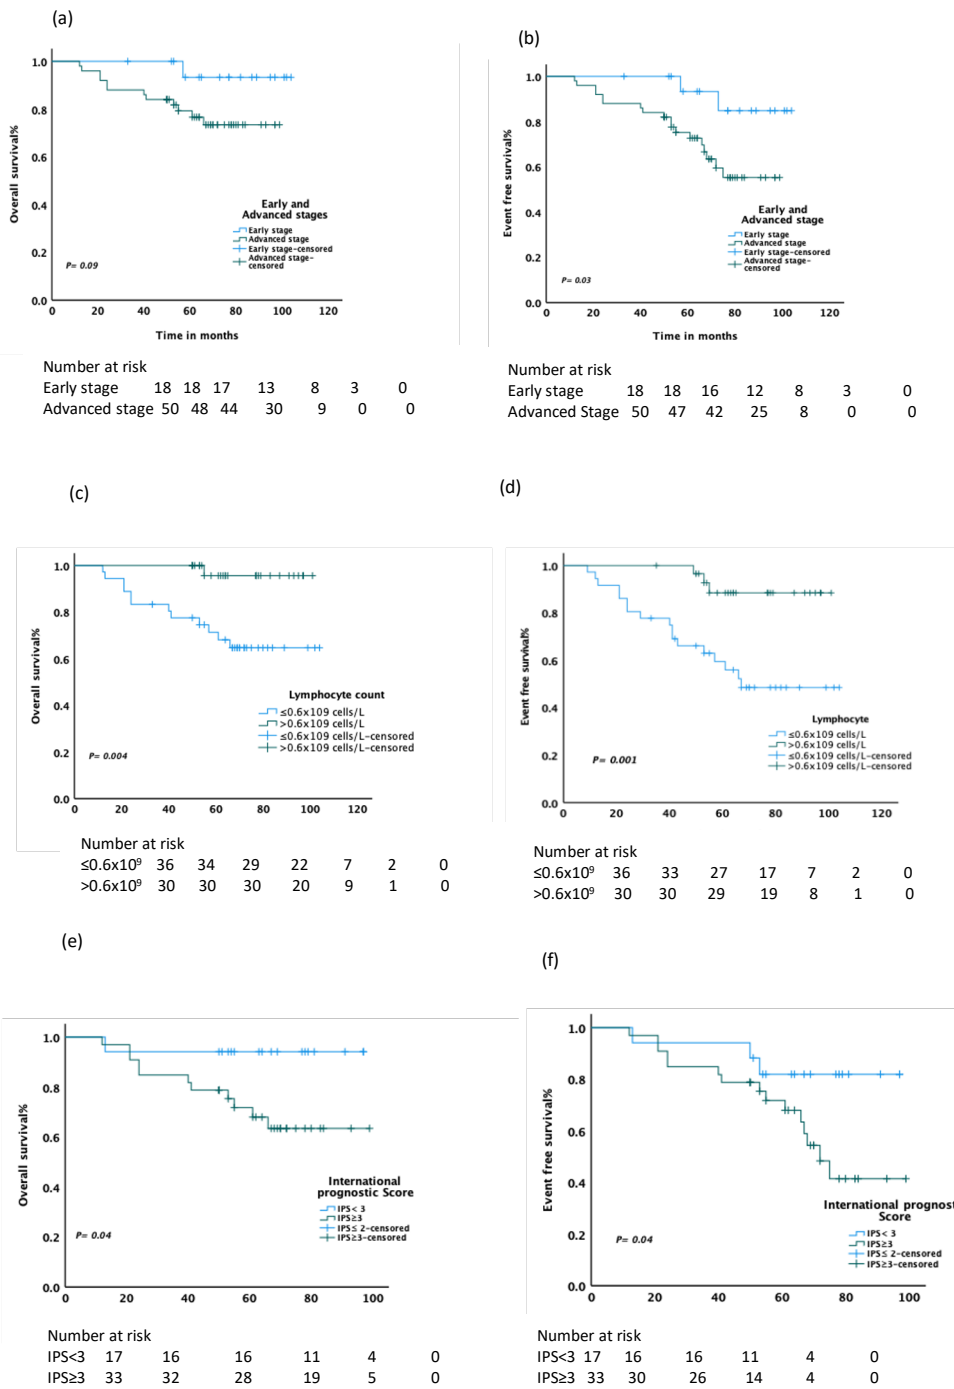 (a)
Overall survival%
1.0
0.8
0.6
0.4
0.2
0.0
Early and
Advanced stages
Early stage
Advanced stage
Early stage-censored
Advanced stage-
censored
P= 0.09
0 20 40 60 80 100 120
Time in months
Number at risk
Early stage 18 18 17 13 8 3 0
Advanced stage 50 48 44 30 9 0 0
(b)
Event free survival%
1.0
0.8
0.6
0.4
0.2
0.0
Early and
Advanced stage
Early stage
Advanced stage
Early stage-censored
Advanced stage-
censored
P= 0.03
0 20 40 60 80 100 120
Time in months
Number at risk
Early stage 18 18 16 12 8 3 0
Advanced Stage 50 47 42 25 8 0 0
(c)
Overall survival%
1.0
0.8
0.6
0.4
0.2
0.0
Lymphocyte count
≤0.6x109 cells/L
>0.6x109 cells/L
≤0.6x109 cells/L-censored
>0.6x109 cells/L-censored
P= 0.004
0 20 40 60 80 100 120
Number at risk
≤0.6x10⁹ 36 34 29 22 7 2 0
>0.6x10⁹ 30 30 30 20 9 1 0
(d)
Event free survival%
1.0
0.8
0.6
0.4
0.2
0.0
Lymphocyte
≤0.6x109 cells/L
>0.6x109 cells/L
≤0.6x109 cells/L-censored
>0.6x109 cells/L-censored
P= 0.001
0 20 40 60 80 100 120
Number at risk
≤0.6x10⁹ 36 33 27 17 7 2 0
>0.6x10⁹ 30 30 29 19 8 1 0
(e)
Overall survival%
1.0
0.8
0.6
0.4
0.2
0.0
International
prognostic Score
IPS< 3
IPS≥3
IPS≤ 2-censored
IPS≥3-censored
P= 0.04
0 20 40 60 80 100
Number at risk
IPS<3 17 16 16 11 4 0
IPS≥3 33 32 28 19 5 0
(f)
Event free survival%
1.0
0.8
0.6
0.4
0.2
0.0
International prognost
Score
IPS< 3
IPS≥3
IPS≤ 2-censored
IPS≥3-censored
P= 0.04
0 20 40 60 80 100
Number at risk
IPS<3 17 16 16 11 4 0
IPS≥3 33 30 26 14 4 0